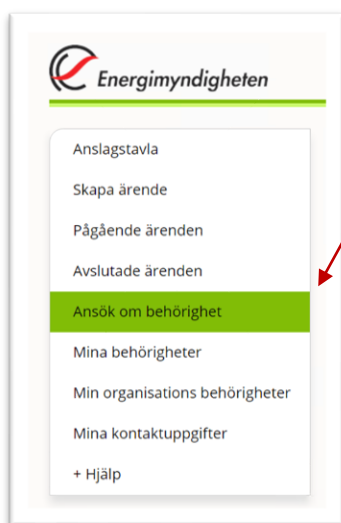 Energimyndigheten
Anslagstavla
Skapa ärende
Pågående ärenden
Avslutade ärenden
Ansök om behörighet
Mina behörigheter
Min organisations behörigheter
Mina kontaktuppgifter
+ Hjälp